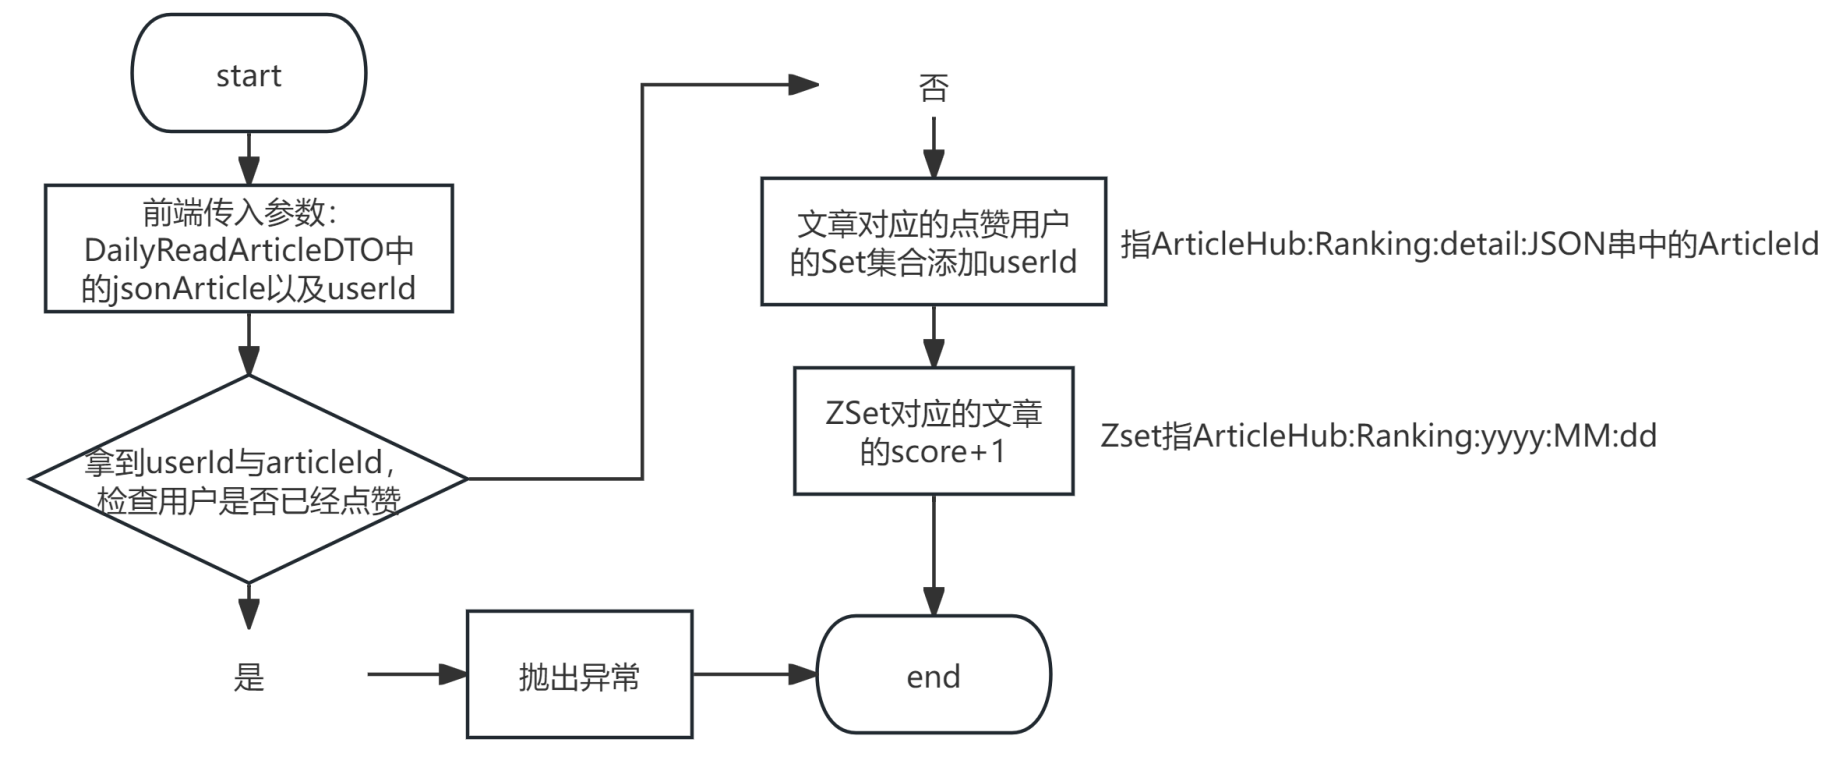 start
前端传入参数：
DailyReadArticleDTO中
的jsonArticle以及userId
拿到userId与articleId，
检查用户是否已经点赞
是
抛出异常
否
文章对应的点赞用户
的Set集合添加userId
指ArticleHub:Ranking:detail:JSON串中的ArticleId
ZSet对应的文章
的score+1
Zset指ArticleHub:Ranking:yyyy:MM:dd
end